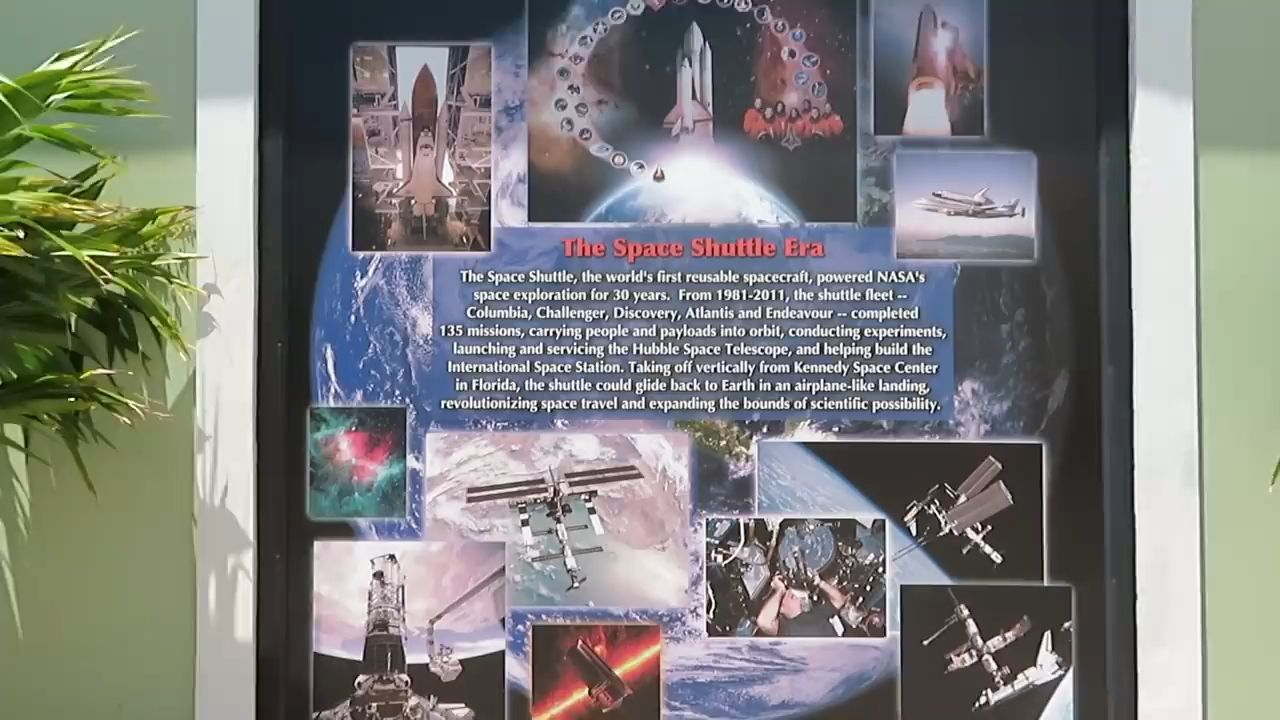 The Space Shuttle Era
The Space Shuttle, the world's first reusable spacecraft, powered NASA's
space exploration for 30 years. From 1981-2011, the shuttle fleet --
Columbia, Challenger, Discovery, Atlantis and Endeavour -- completed
135 missions, carrying people and payloads into orbit, conducting experiments,
launching and servicing the Hubble Space Telescope, and helping build the
International Space Station. Taking off vertically from Kennedy Space Center
in Florida, the shuttle could glide back to Earth in an airplane-like landing,
revolutionizing space travel and expanding the bounds of scientific possibility.